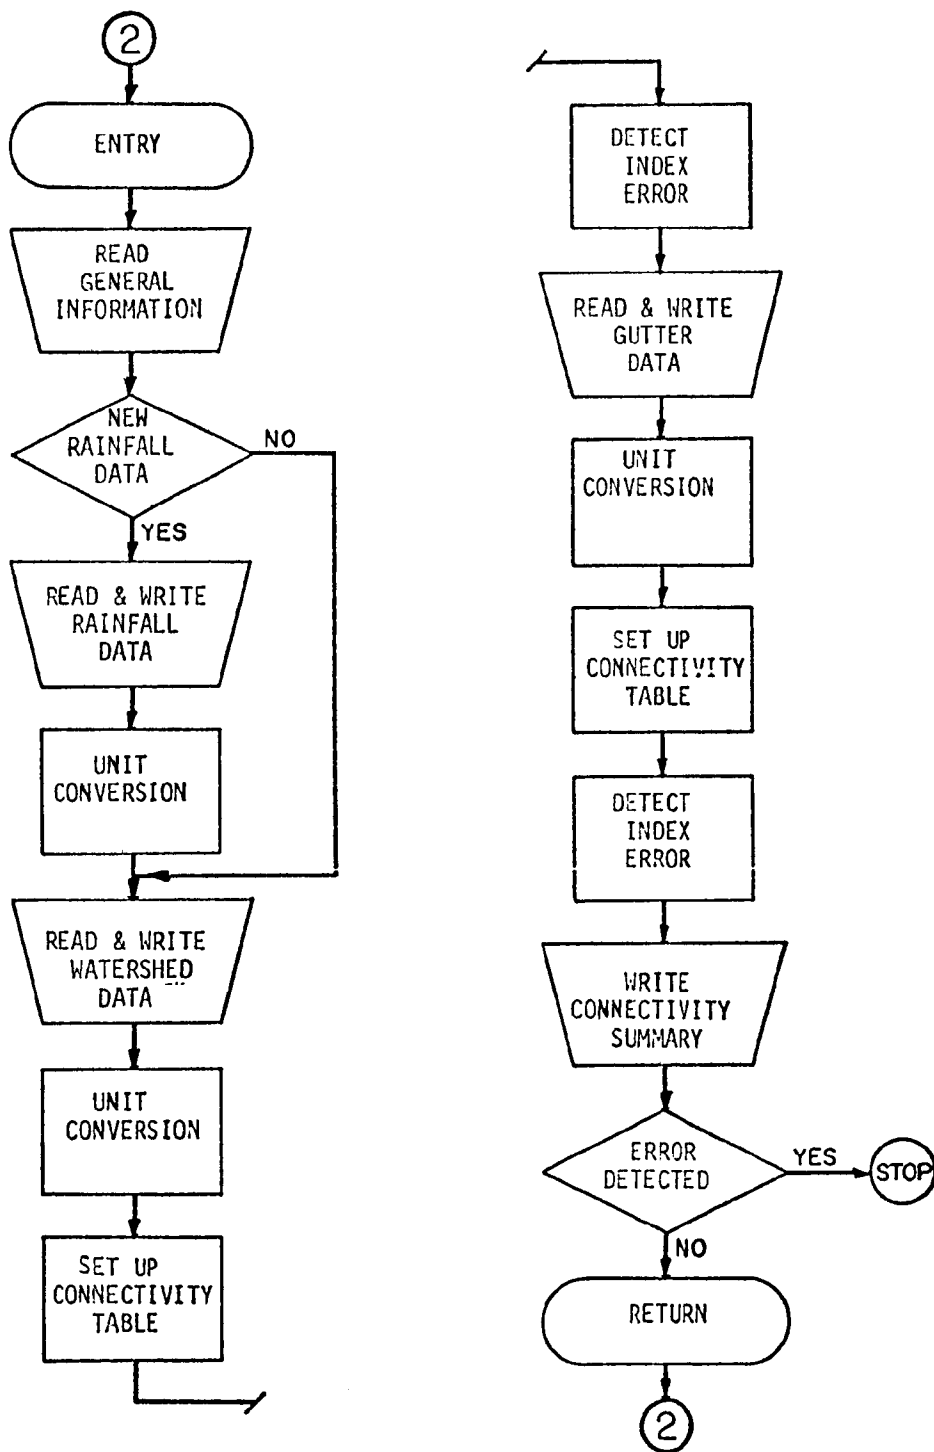 2
ENTRY
READ
GENERAL
INFORMATION
NEW
RAINFALL
DATA
NO
YES
READ & WRITE
RAINFALL
DATA
UNIT
CONVERSION
READ & WRITE
WATERSHED
DATA
UNIT
CONVERSION
SET UP
CONNECTIVITY
TABLE
DETECT
INDEX
ERROR
READ & WRITE
GUTTER
DATA
UNIT
CONVERSION
SET UP
CONNECTIVITY
TABLE
DETECT
INDEX
ERROR
WRITE
CONNECTIVITY
SUMMARY
ERROR
DETECTED
YES
STOP
NO
RETURN
2